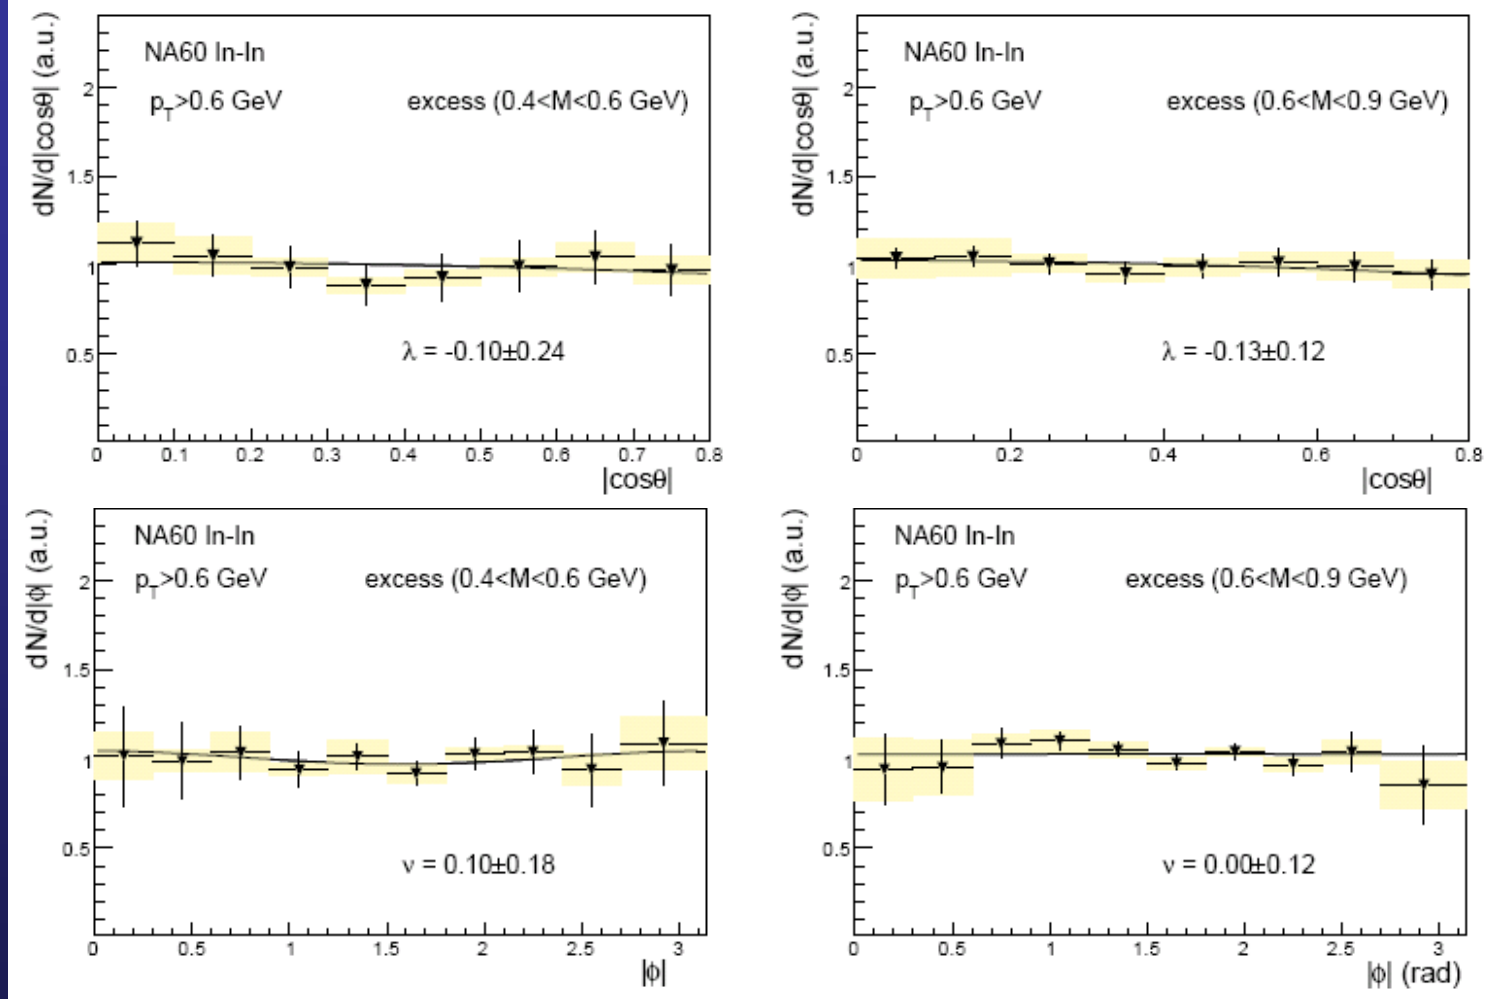 dN/d|cosθ| (a.u.)
NA60 In-In
p_T>0.6 GeV
excess (0.4<M<0.6 GeV)
2
1.5
1
0.5
λ = -0.10±0.24
0 0.1 0.2 0.3 0.4 0.5 0.6 0.7 0.8
|cosθ|
dN/d|cosθ| (a.u.)
NA60 In-In
p_T>0.6 GeV
excess (0.6<M<0.9 GeV)
2
1.5
1
0.5
λ = -0.13±0.12
0 0.2 0.4 0.6 0.8
|cosθ|
dN/d|ϕ| (a.u.)
NA60 In-In
p_T>0.6 GeV
excess (0.4<M<0.6 GeV)
2
1.5
1
0.5
ν = 0.10±0.18
0 0.5 1 1.5 2 2.5 3
|ϕ|
dN/d|ϕ| (a.u.)
NA60 In-In
p_T>0.6 GeV
excess (0.6<M<0.9 GeV)
2
1.5
1
0.5
ν = 0.00±0.12
0 0.5 1 1.5 2 2.5 3
|ϕ| (rad)